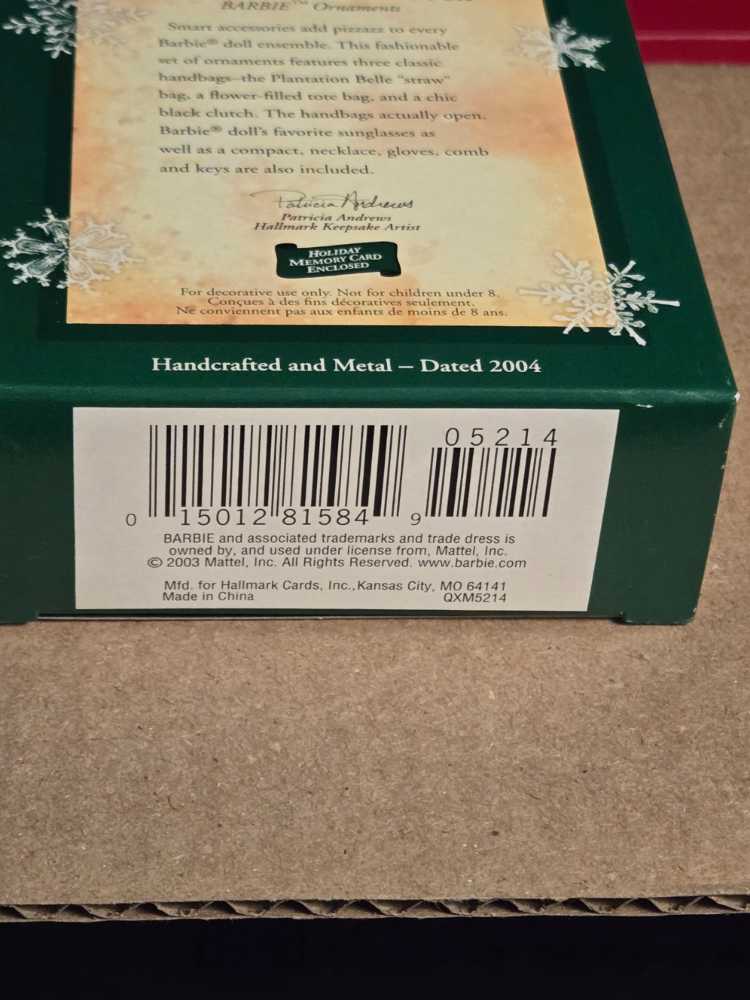 BARBIE™ Ornaments
Smart accessories add pizzazz to every
Barbie® doll ensemble. This fashionable
set of ornaments features three classic
handbags—the Plantation Belle "straw"
bag, a flower-filled tote bag, and a chic
black clutch. The handbags actually open.
Barbie® doll's favorite sunglasses as
well as a compact, necklace, gloves, comb
and keys are also included.
Patricia Andrews
Patricia Andrews
Hallmark Keepsake Artist
HOLIDAY
MEMORY CARD
ENCLOSED
For decorative use only. Not for children under 8.
Conçues à des fins décoratives seulement.
Ne conviennent pas aux enfants de moins de 8 ans.
Handcrafted and Metal – Dated 2004
05214
0 15012 81584 9
BARBIE and associated trademarks and trade dress is
owned by, and used under license from, Mattel, Inc.
© 2003 Mattel, Inc. All Rights Reserved. www.barbie.com
Mfd. for Hallmark Cards, Inc., Kansas City, MO 64141
Made in China QXM5214